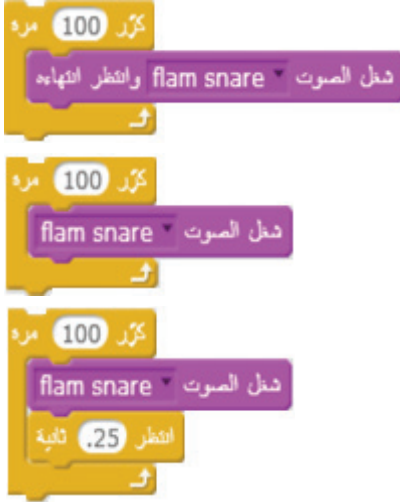 كرّر 100 مرة
شغل الصوت flam snare وانتظر انتهاءه
كرّر 100 مرة
شغل الصوت flam snare
كرّر 100 مرة
شغل الصوت flam snare
انتظر .25 ثانية